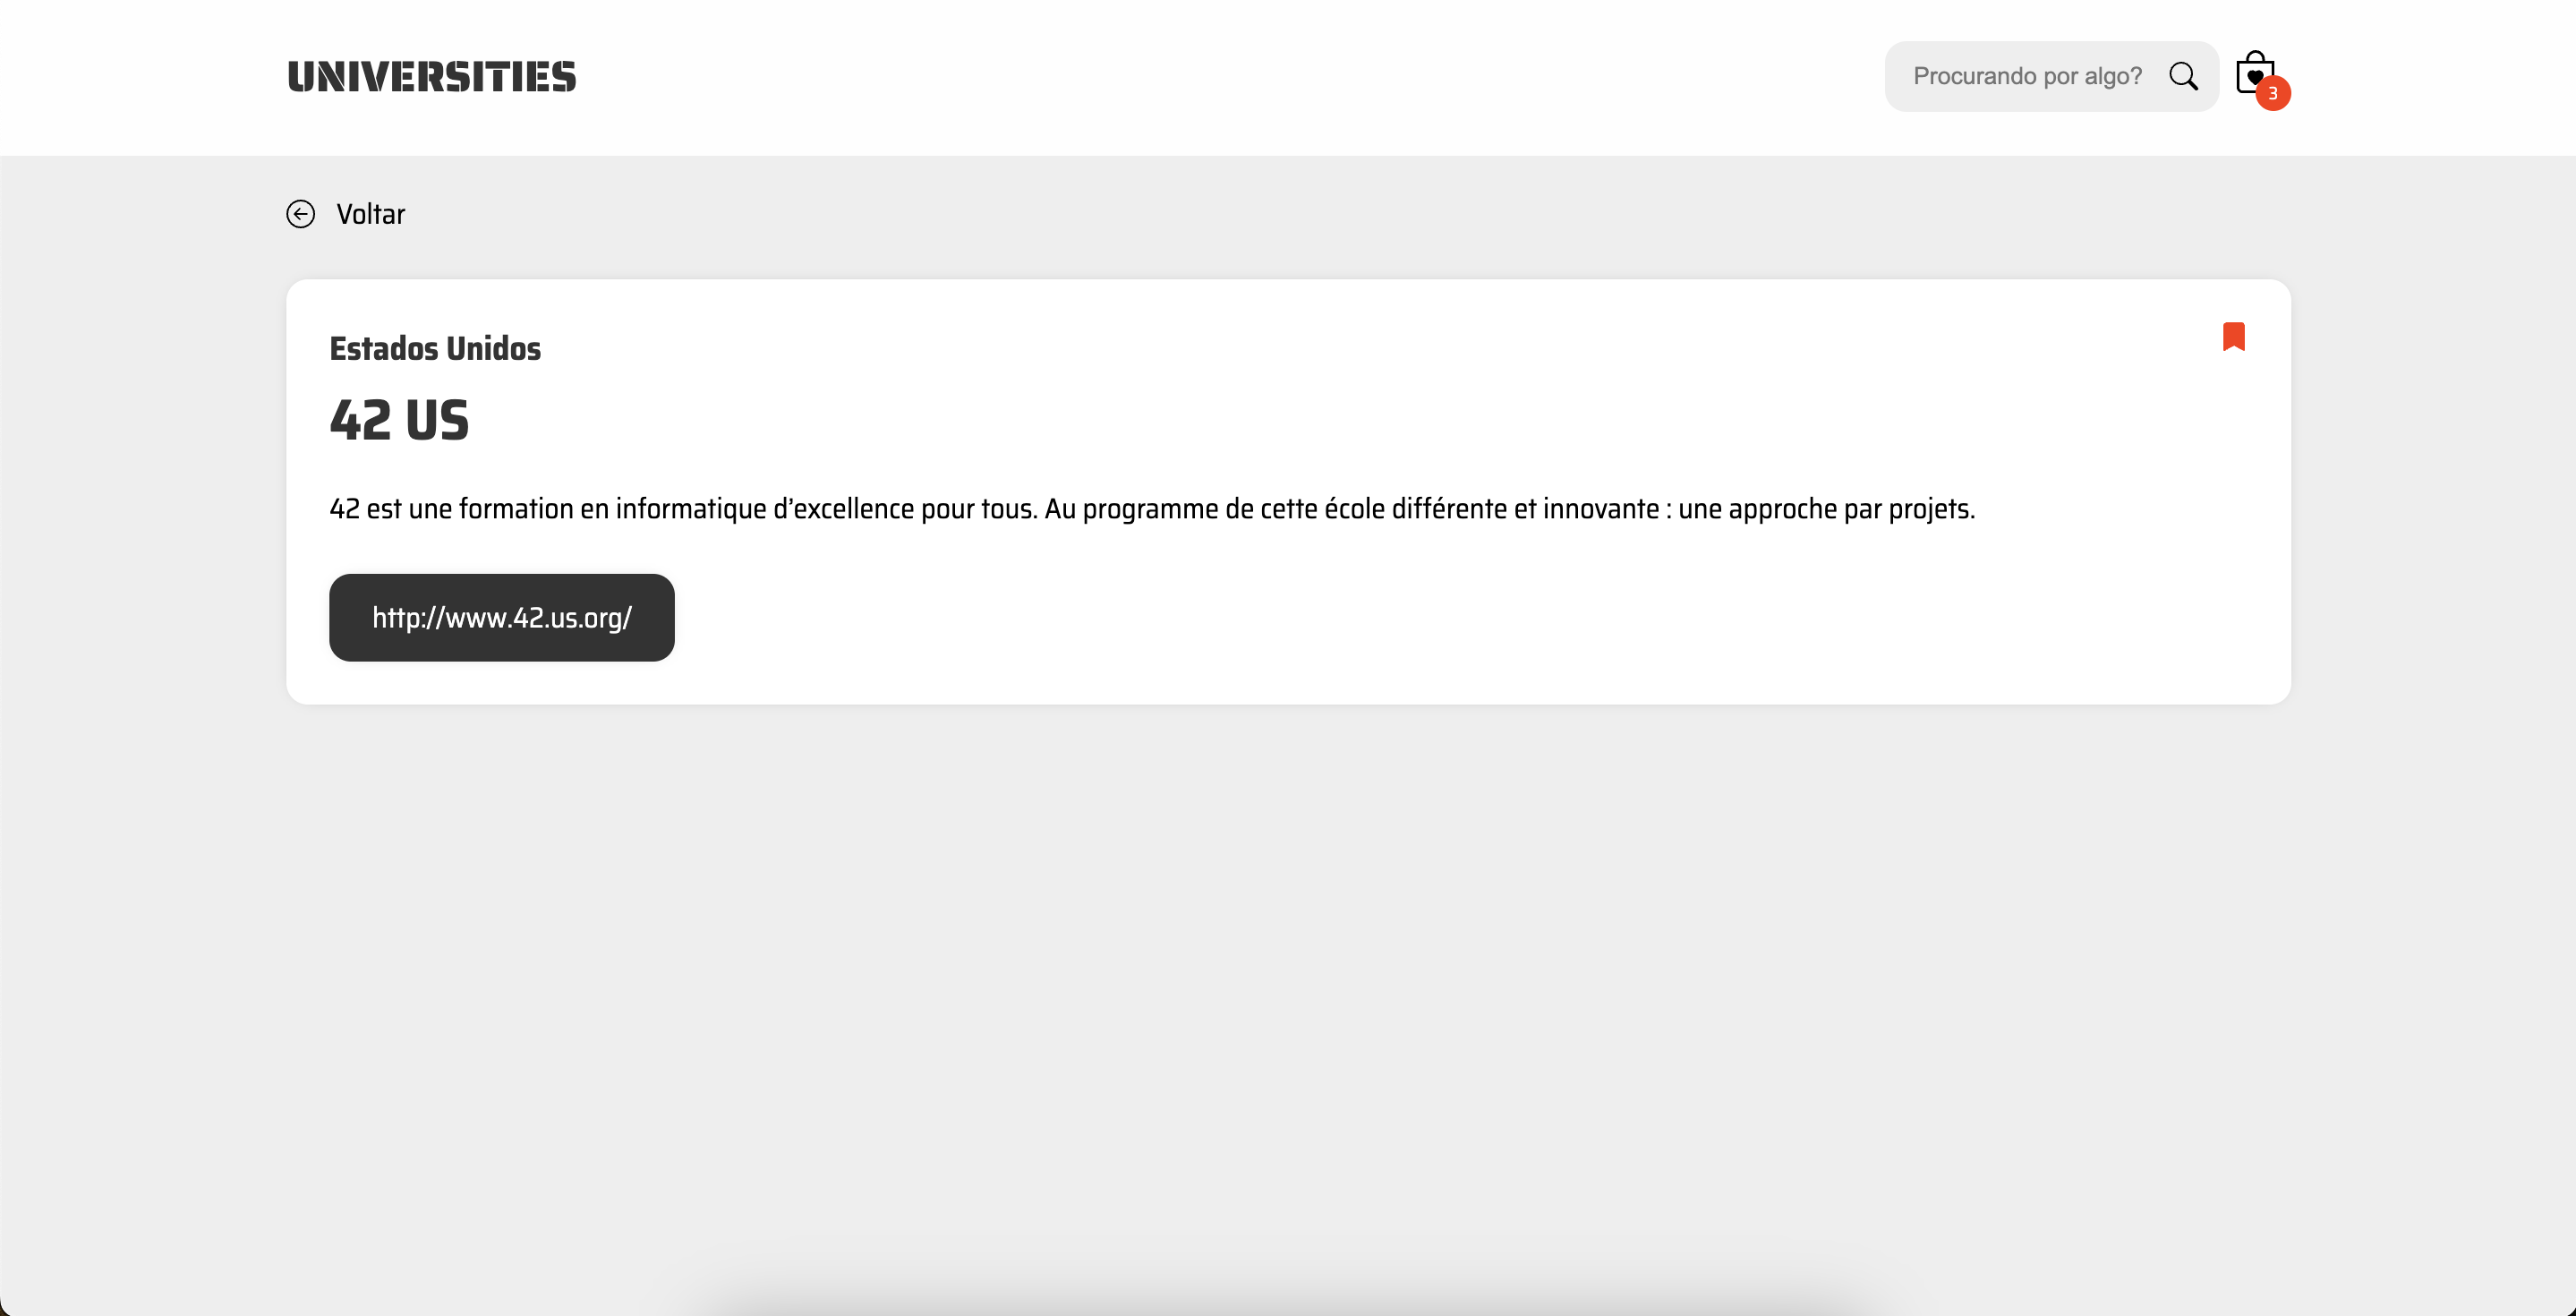 UNIVERSITIES
Procurando por algo?
3
Voltar
Estados Unidos
42 US
42 est une formation en informatique d’excellence pour tous. Au programme de cette école différente et innovante : une approche par projets.
http://www.42.us.org/